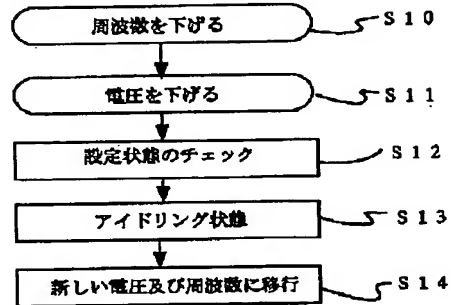 周波数を下げる S10
電圧を下げる S11
設定状態のチェック S12
アイドリング状態 S13
新しい電圧及び周波数に移行 S14